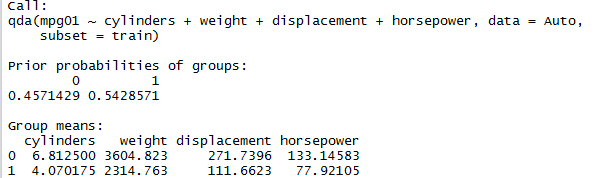 Call:
qda(mpg01 ~ cylinders + weight + displacement + horsepower, data = Auto,
    subset = train)
Prior probabilities of groups:
        0         1
0.4571429 0.5428571
Group means:
  cylinders   weight displacement horsepower
0  6.812500 3604.823     271.7396  133.14583
1  4.070175 2314.763     111.6623   77.92105